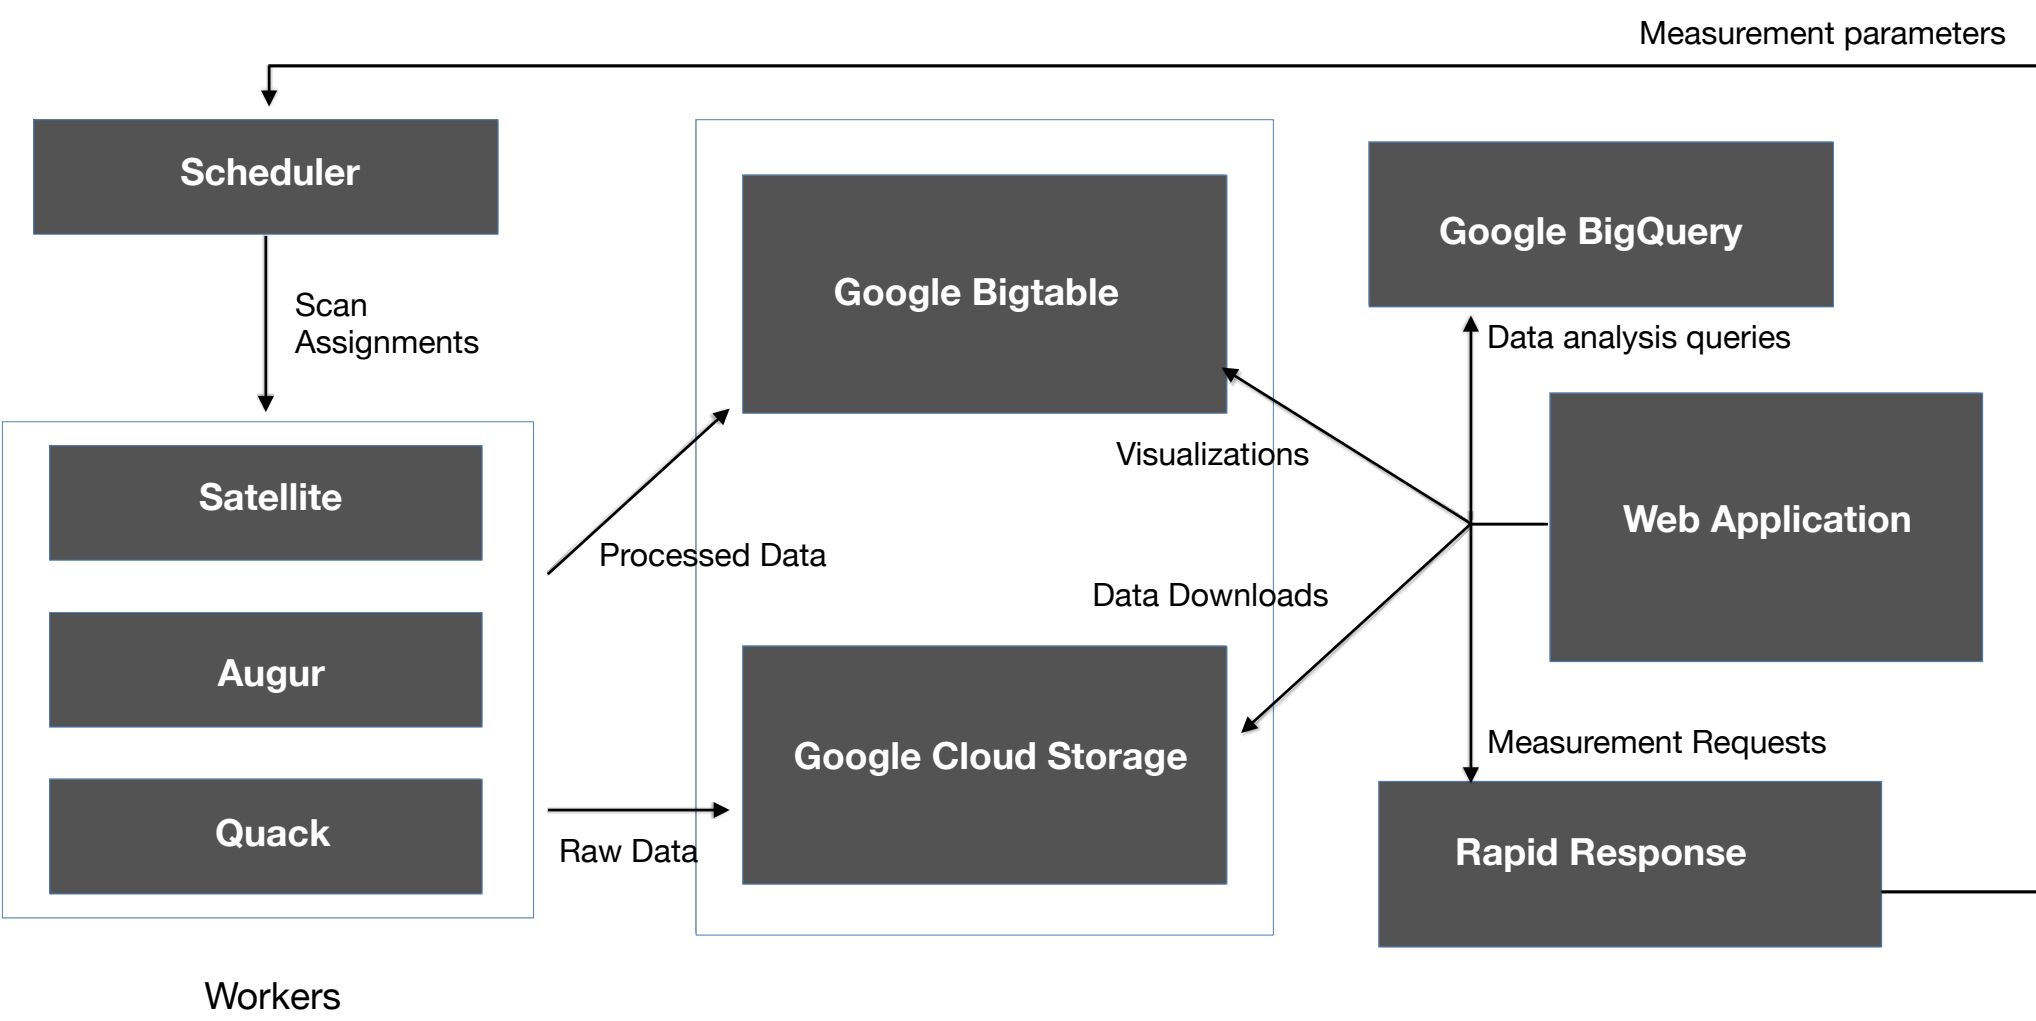 Measurement parameters
Scheduler
Scan
Assignments
Satellite
Augur
Quack
Workers
Google Bigtable
Processed Data
Raw Data
Google Cloud Storage
Visualizations
Data Downloads
Google BigQuery
Data analysis queries
Web Application
Measurement Requests
Rapid Response